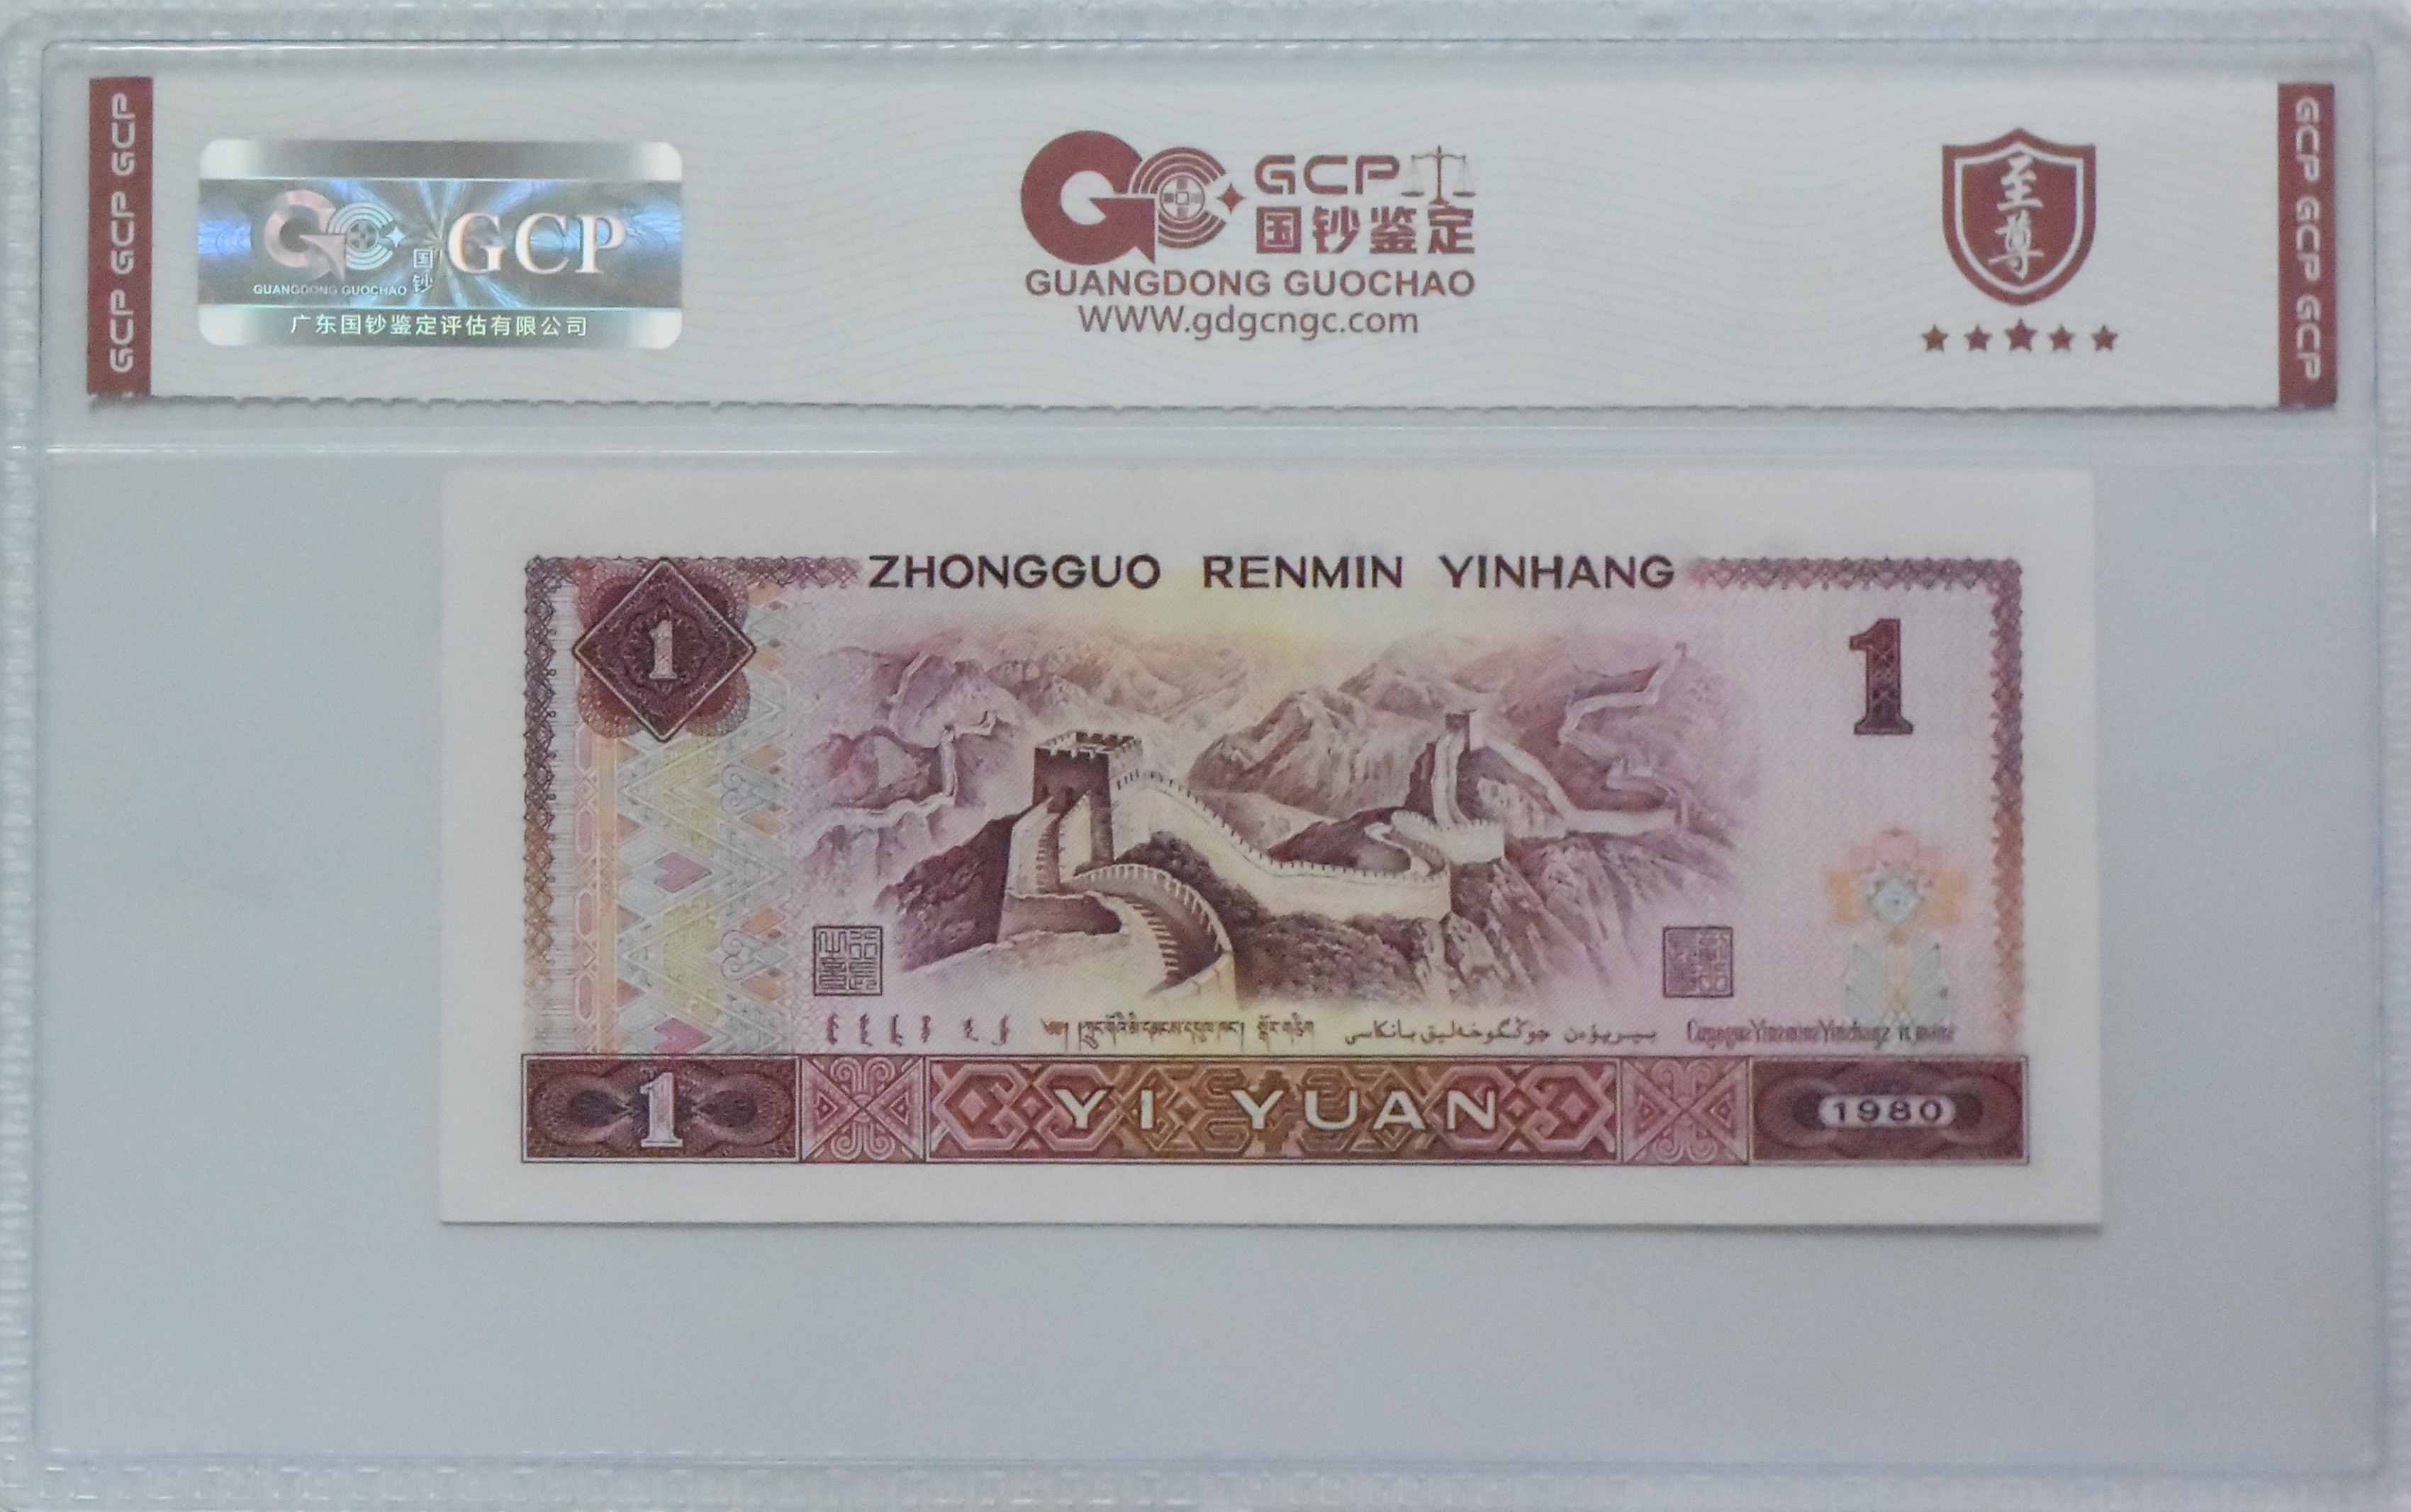 GCP GCP GCP
GCP
国钞
GUANGDONG GUOCHAO
广东国钞鉴定评估有限公司
GCP
国钞鉴定
GUANGDONG GUOCHAO
WWW.gdgcngc.com
至尊
GCP GCP GCP
ZHONGGUO RENMIN YINHANG
1
1
1
YI YUAN
1980